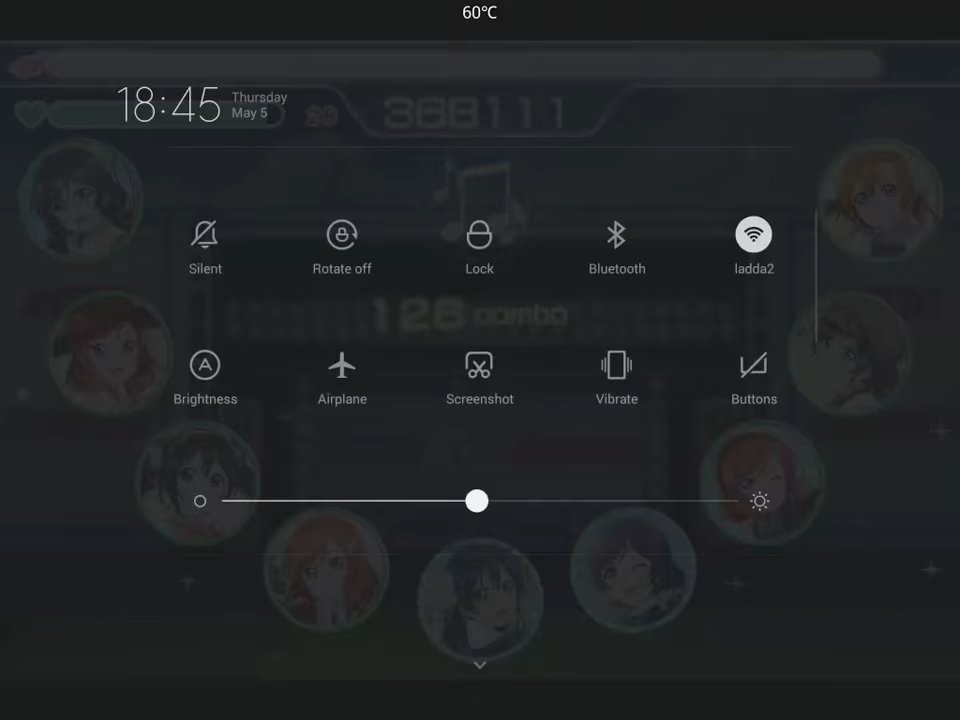 60°C
18:45
Thursday
May 5
368111
Silent
Rotate off
Lock
Bluetooth
ladda2
126 combo
Brightness
Airplane
Screenshot
Vibrate
Buttons